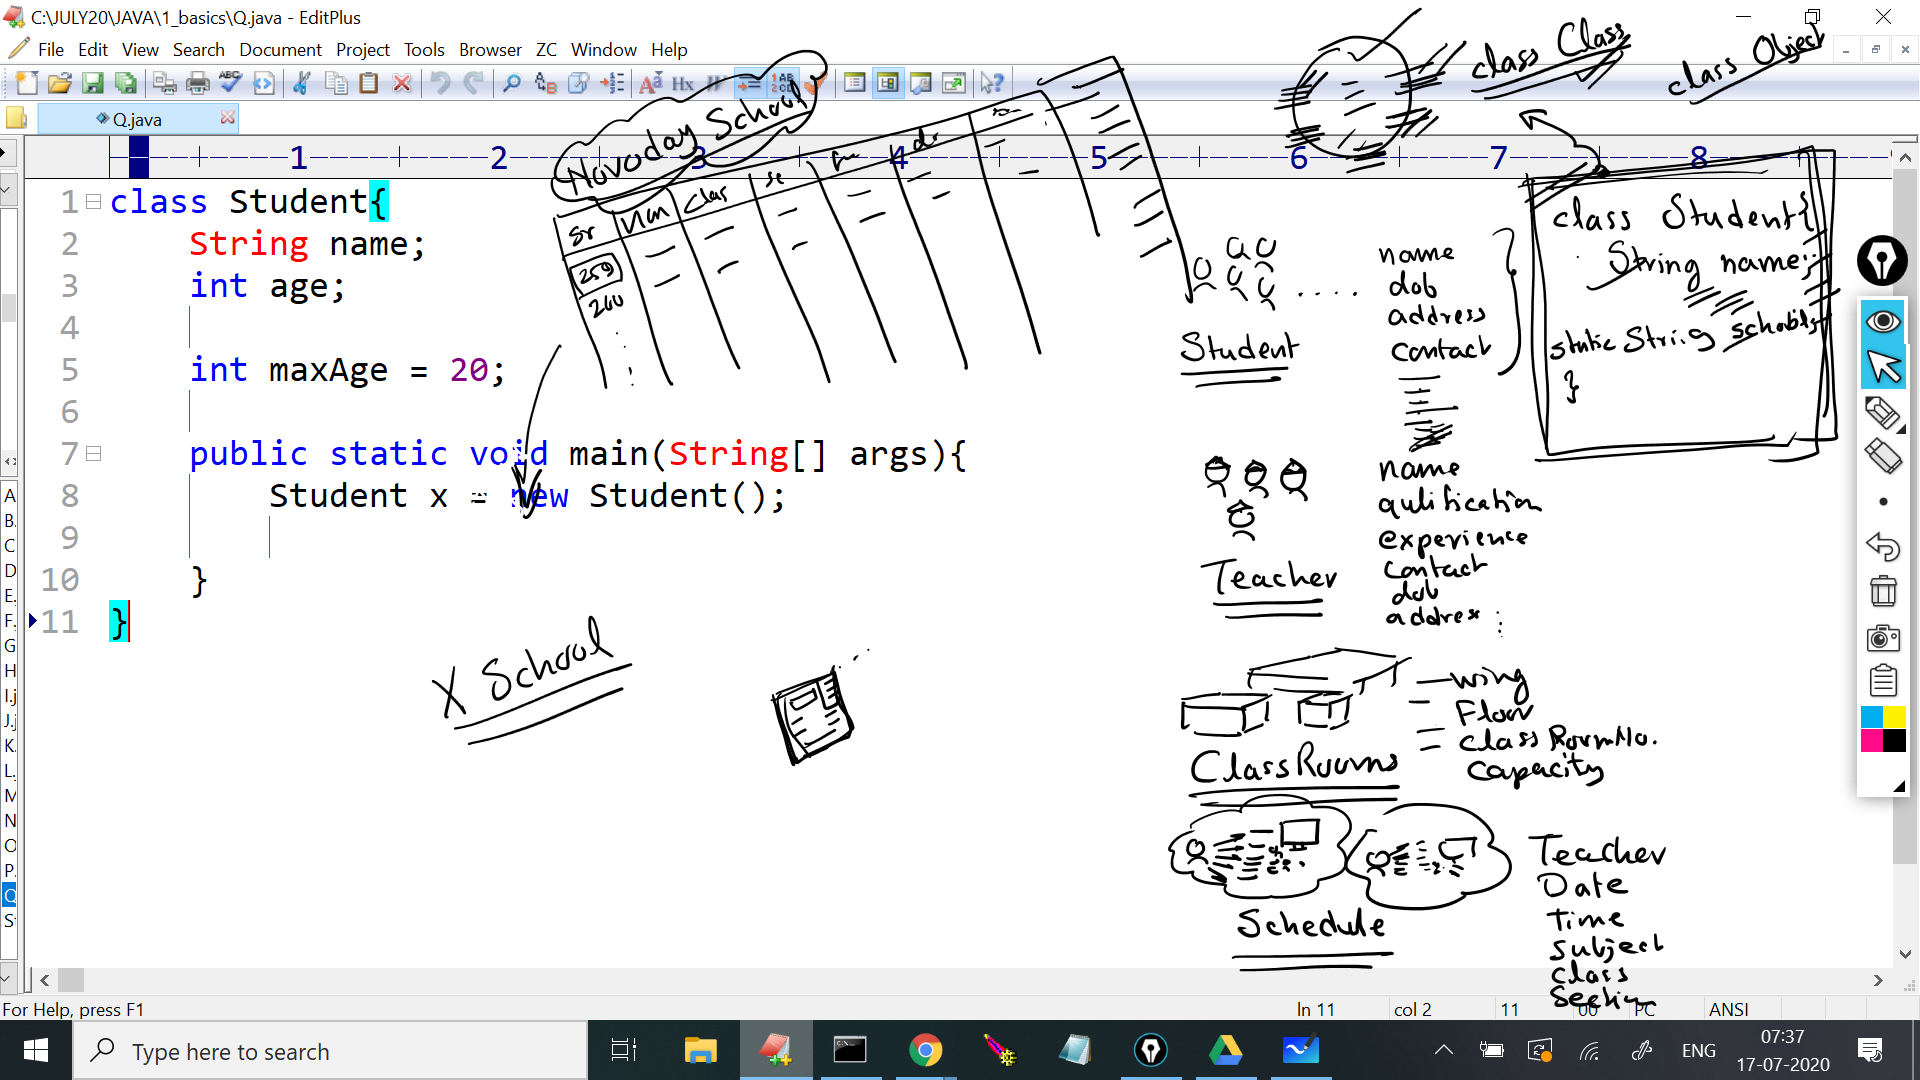 C:\JULY20\JAVA\1_basics\Q.java - EditPlus
File Edit View Search Document Project Tools Browser ZC Window Help
Q.java
1 2 3 4 5 6 7 8
1 class Student{
2 String name;
3 int age;
4
5 int maxAge = 20;
6
7 public static void main(String[] args){
8 Student x = new Student();
9
10 }
11 }
Novoday School
Sr Nam Clas se
259
260
X School
class Class
class Object
class Student{
String name;
static String
}
Student
name
dob
address
contact
Teacher
name
qulification
experience
contact
dob
addrex
ClassRooms
wing
Floor
Class RoomNo.
Capacity
Schedule
Teacher
Date
Time
Subject
Class
Section
A
B.
C
D
E.
F.
G
H
I.j
J.j
K.
L.
M
N
O
P.
Q
St
For Help, press F1
ln 11 col 2 11 00 PC ANSI
Type here to search
ENG
07:37
17-07-2020